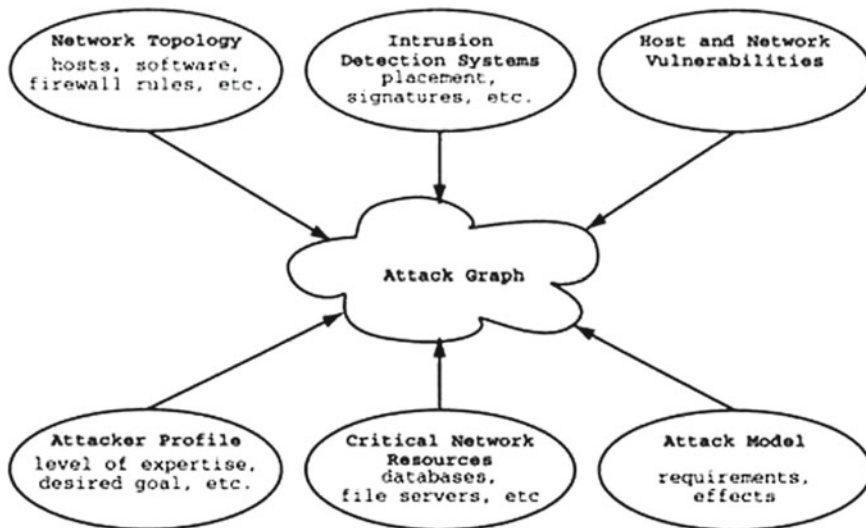 Network Topology
hosts, software,
firewall rules, etc.
Intrusion
Detection Systems
placement,
signatures, etc.
Host and Network
Vulnerabilities
Attack Graph
Attacker Profile
level of expertise,
desired goal, etc.
Critical Network
Resources
databases,
file servers, etc
Attack Model
requirements,
effects